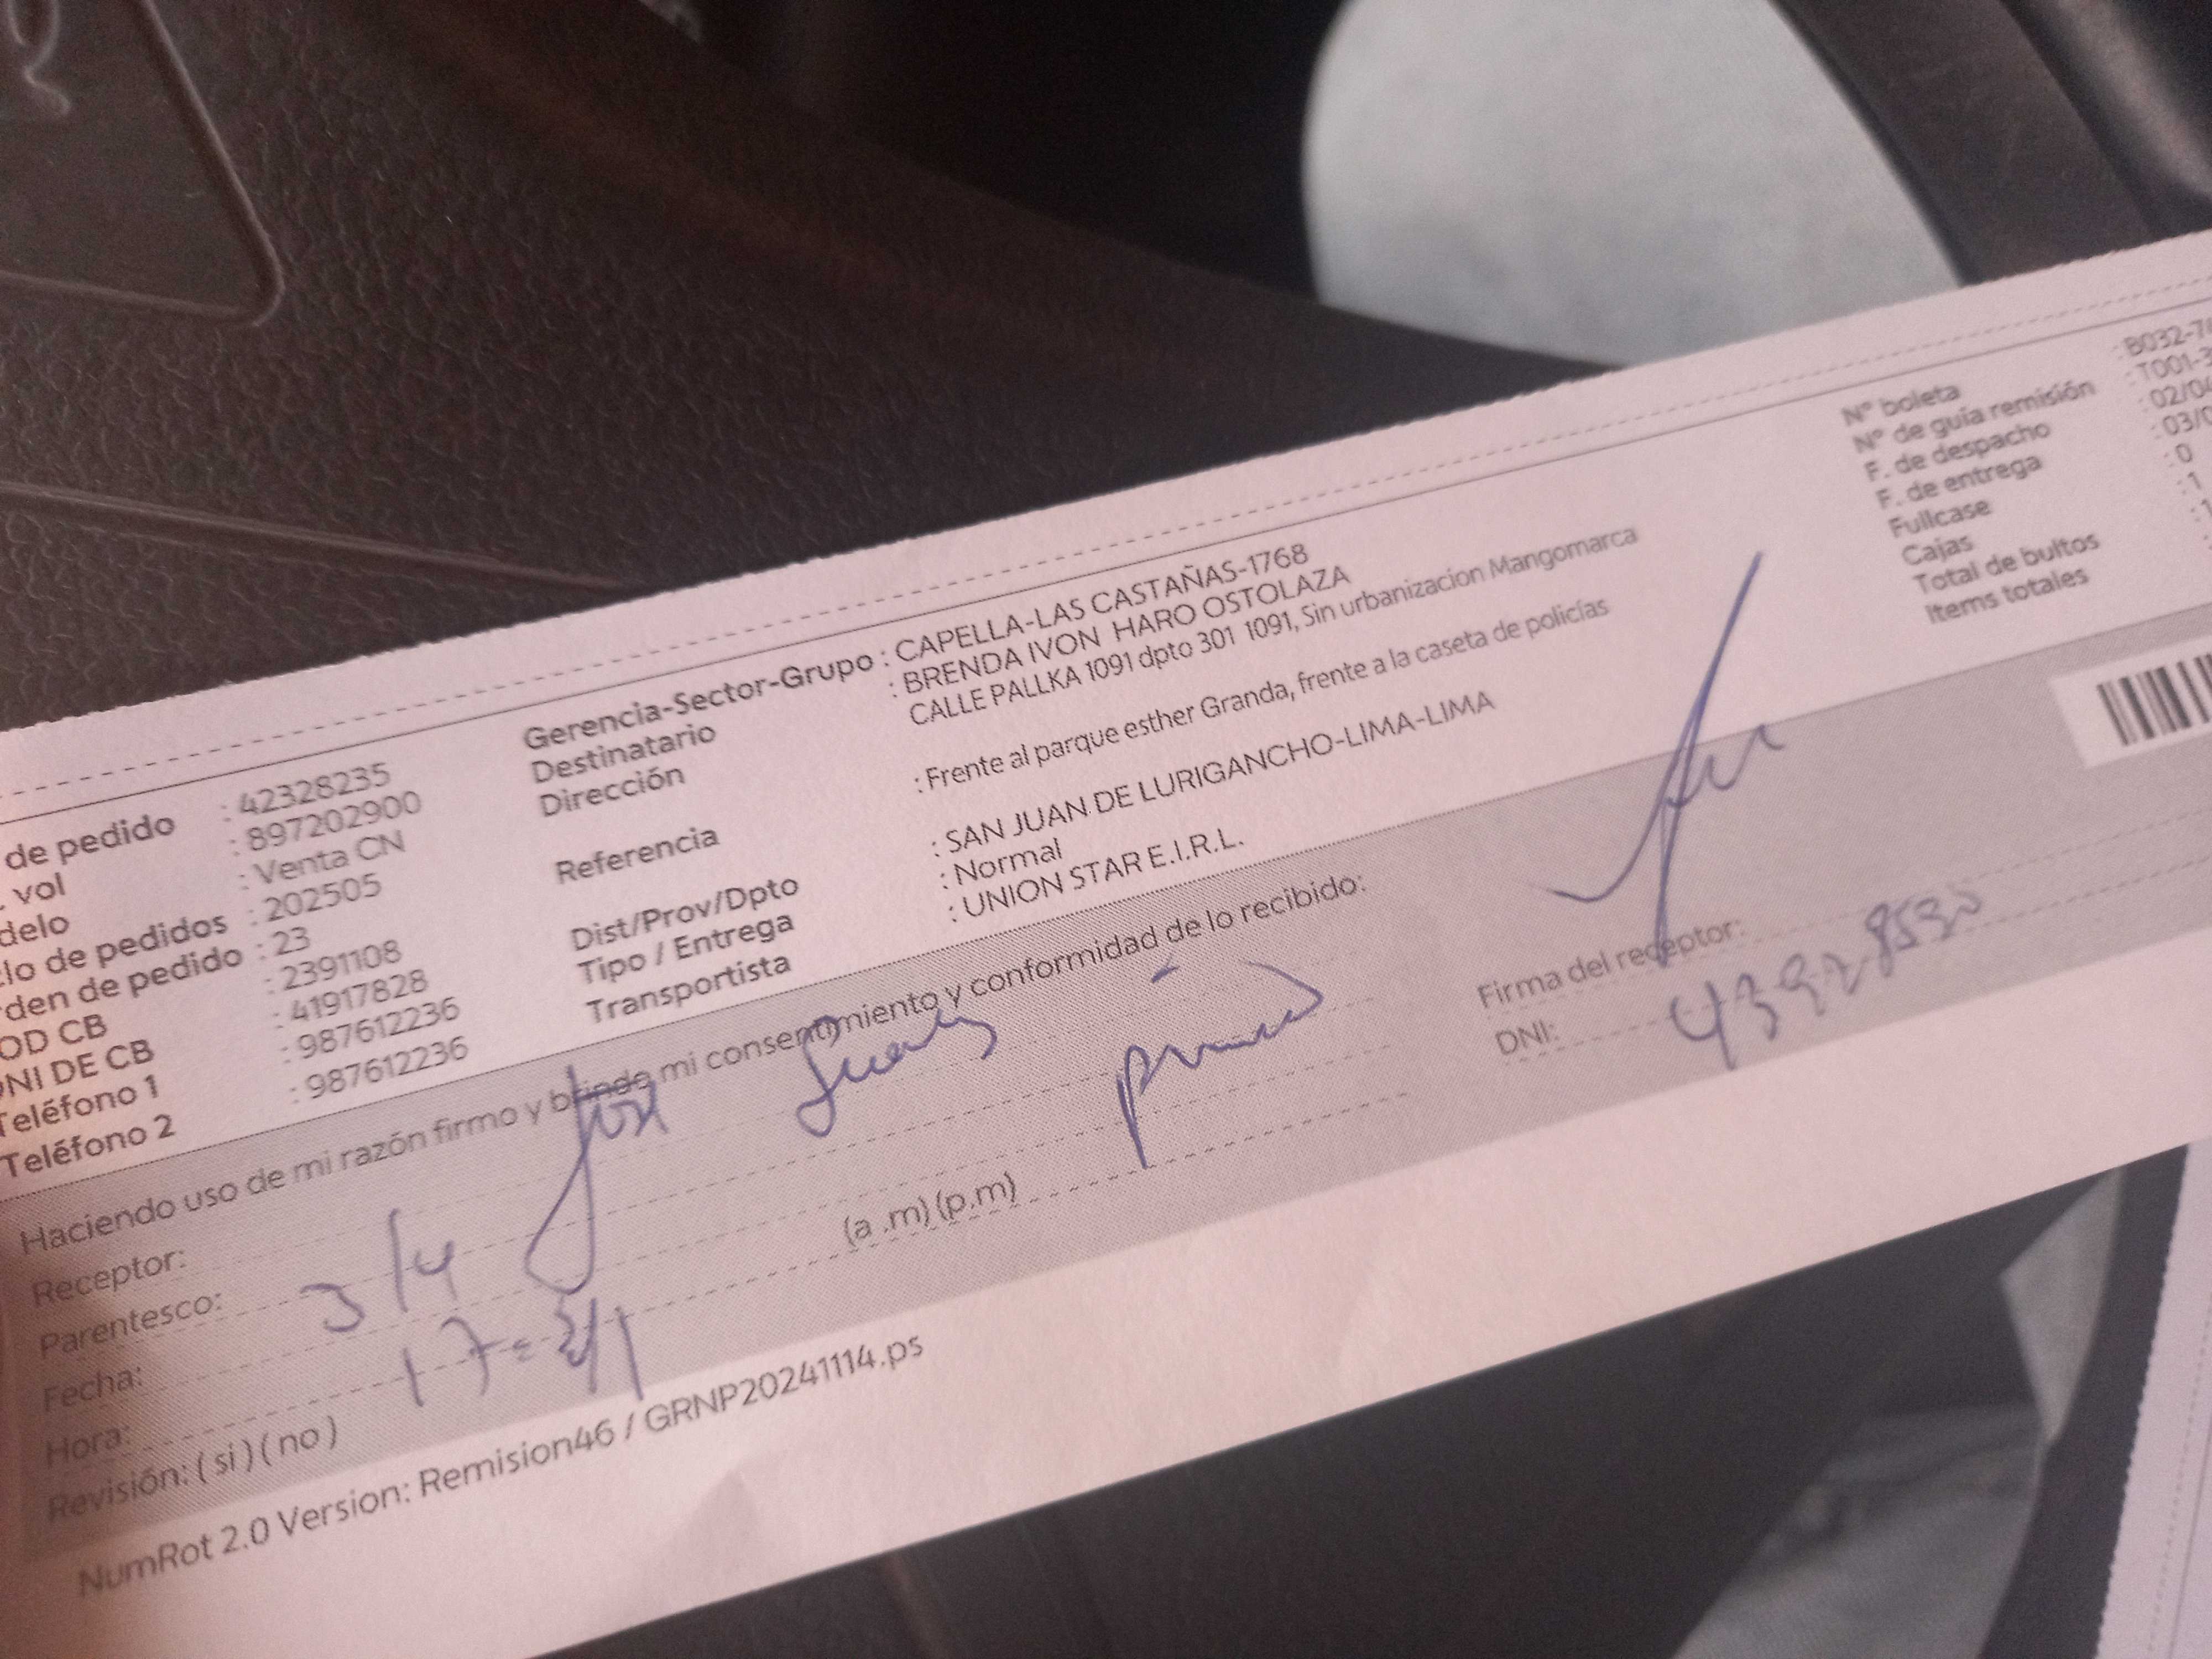 de pedido : 42328235
. vol : 897202900
delo : Venta CN
lo de pedidos : 202505
rden de pedido : 23
OD CB : 2391108
NI DE CB : 41917828
Teléfono 1 : 987612236
Teléfono 2 : 987612236
Gerencia-Sector-Grupo : CAPELLA-LAS CASTAÑAS-1768
Destinatario : BRENDA IVON HARO OSTOLAZA
Dirección CALLE PALLKA 1091 dpto 301 1091, Sin urbanizacion Mangomarca
Referencia : Frente al parque esther Granda, frente a la caseta de policías
Dist/Prov/Dpto : SAN JUAN DE LURIGANCHO-LIMA-LIMA
Tipo / Entrega : Normal
Transportista : UNION STAR E.I.R.L.
N° boleta : B032-7
N° de guía remisión : T001-3
F. de despacho : 02/04
F. de entrega : 03/0
Fullcase : 0
Cajas : 1
Total de bultos : 1
Items totales :
Haciendo uso de mi razón firmo y brindo mi consentimiento y conformidad de lo recibido:
Receptor: José
Parentesco:
Fecha: 3/4
Hora: 17: (a .m) (p.m)
Revisión: ( si ) ( no )
Firma del receptor:
DNI:
NumRot 2.0 Version: Remision46 / GRNP20241114.ps